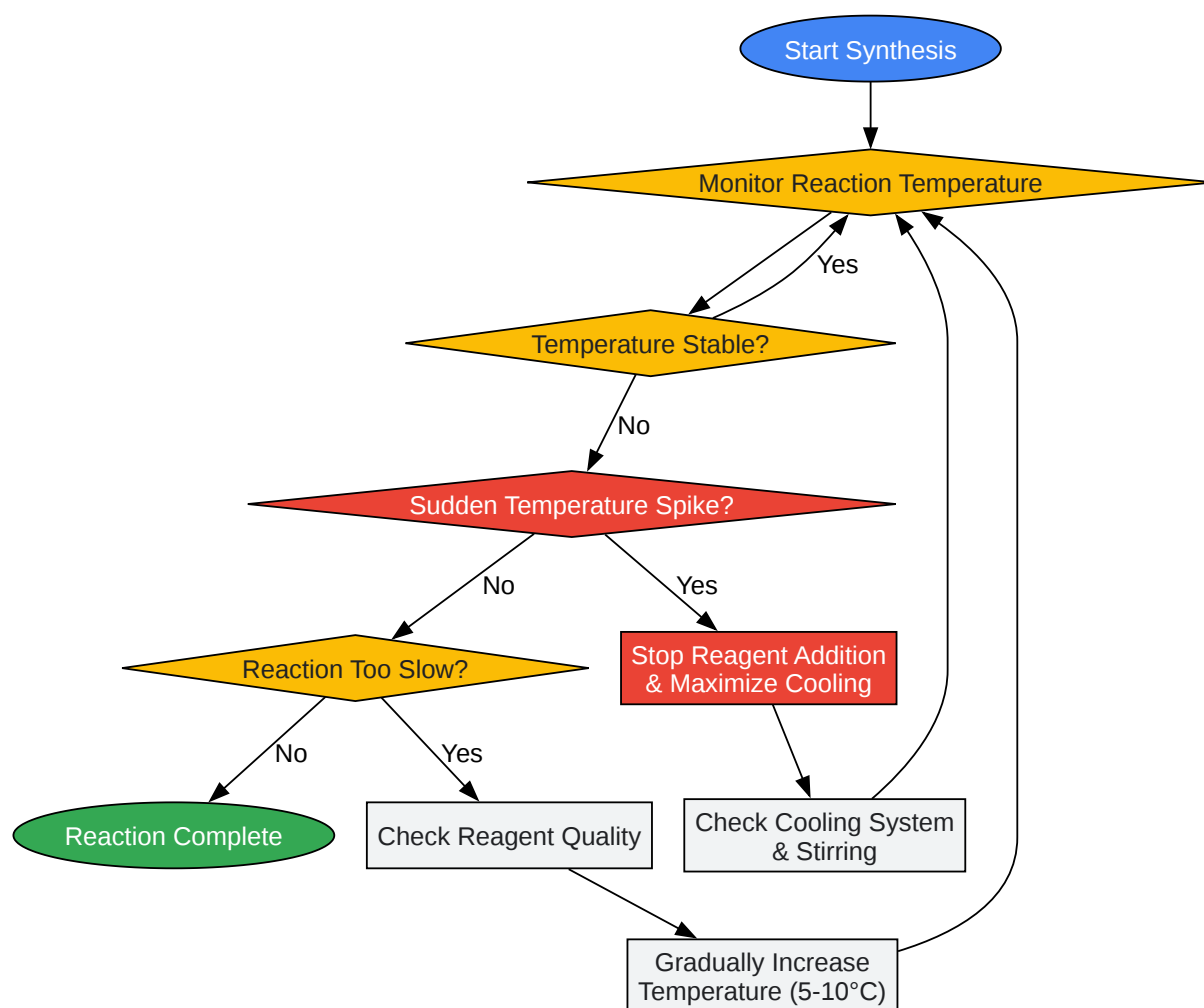 Start Synthesis
Monitor Reaction Temperature
Yes
Temperature Stable?
No
Sudden Temperature Spike?
No
Yes
Reaction Too Slow?
Stop Reagent Addition
& Maximize Cooling
No
Yes
Reaction Complete
Check Reagent Quality
Check Cooling System
& Stirring
Gradually Increase
Temperature (5-10°C)